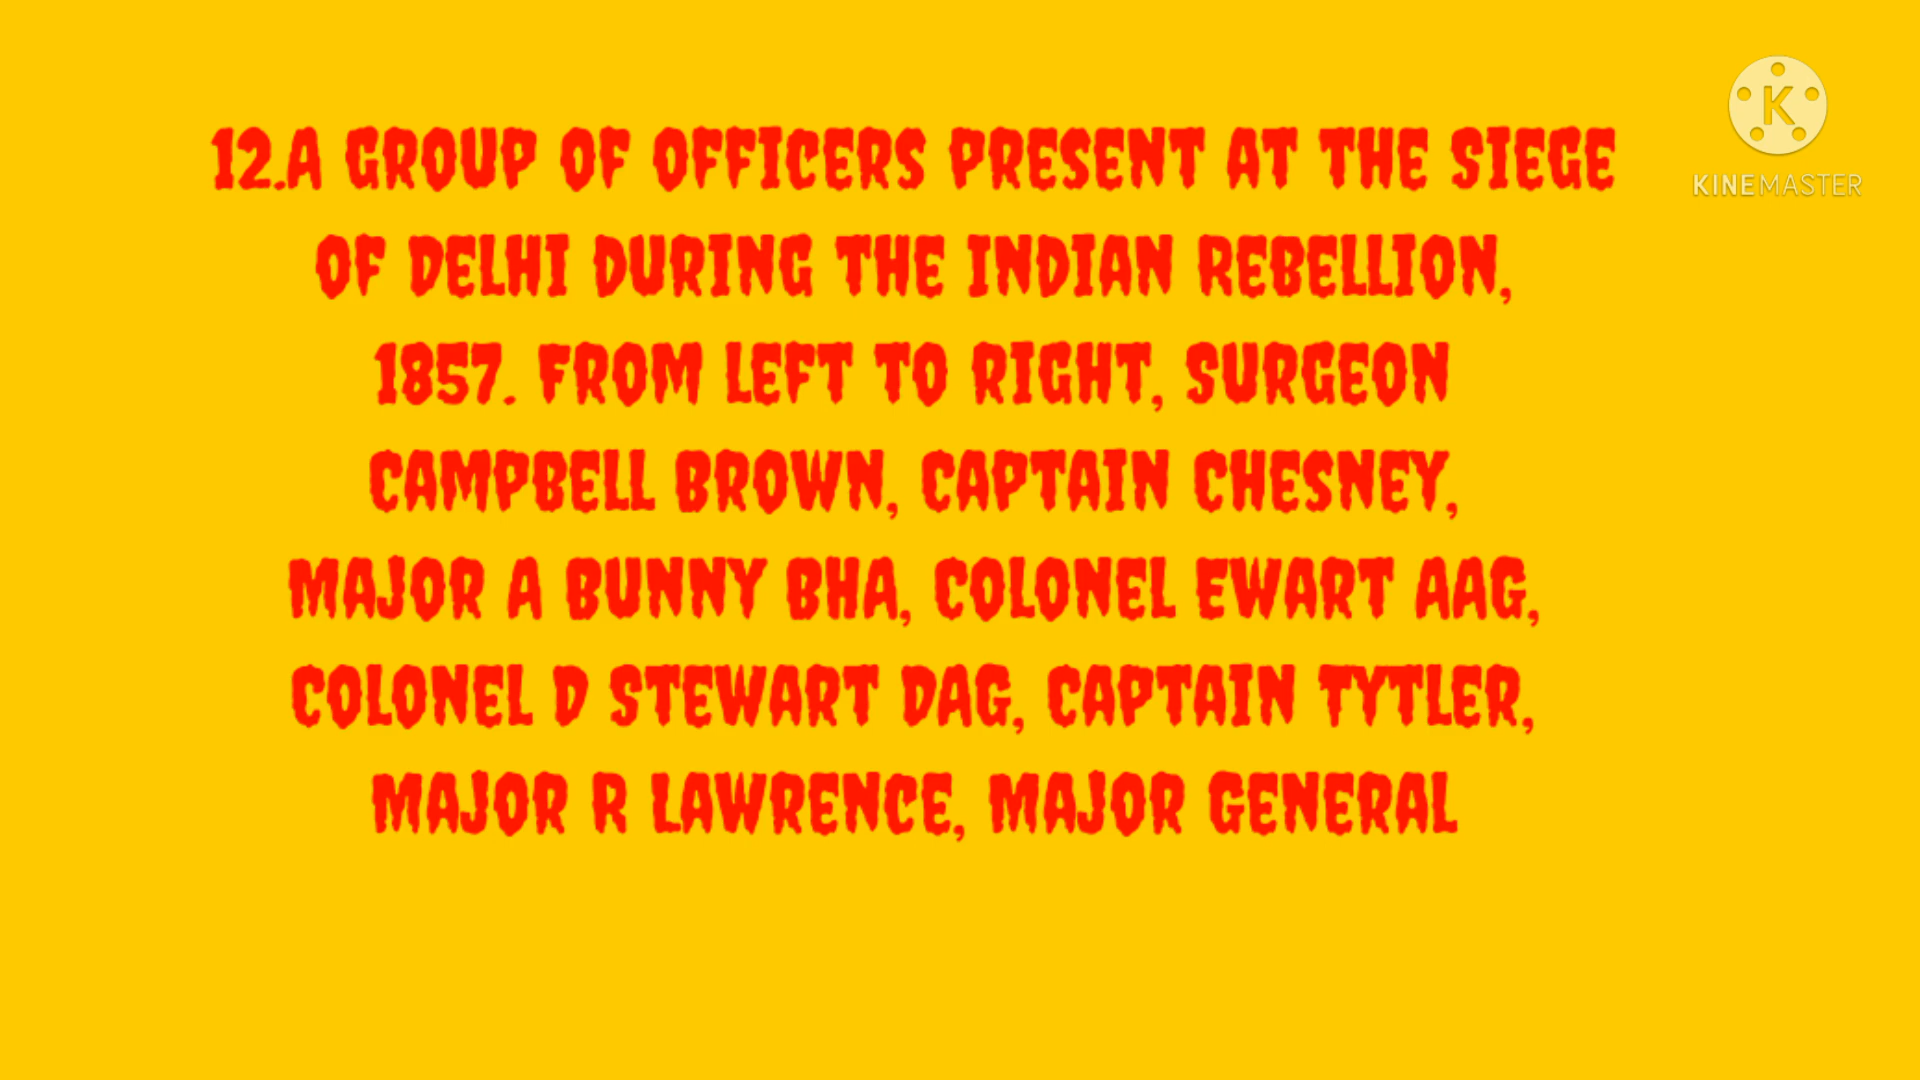 12.A GROUP OF OFFICERS PRESENT AT THE SIEGE
OF DELHI DURING THE INDIAN REBELLION,
1857. FROM LEFT TO RIGHT, SURGEON
CAMPBELL BROWN, CAPTAIN CHESNEY,
MAJOR A BUNNY BHA, COLONEL EWART AAG,
COLONEL D STEWART DAG, CAPTAIN TYTLER,
MAJOR R LAWRENCE, MAJOR GENERAL
K
KINEMASTER